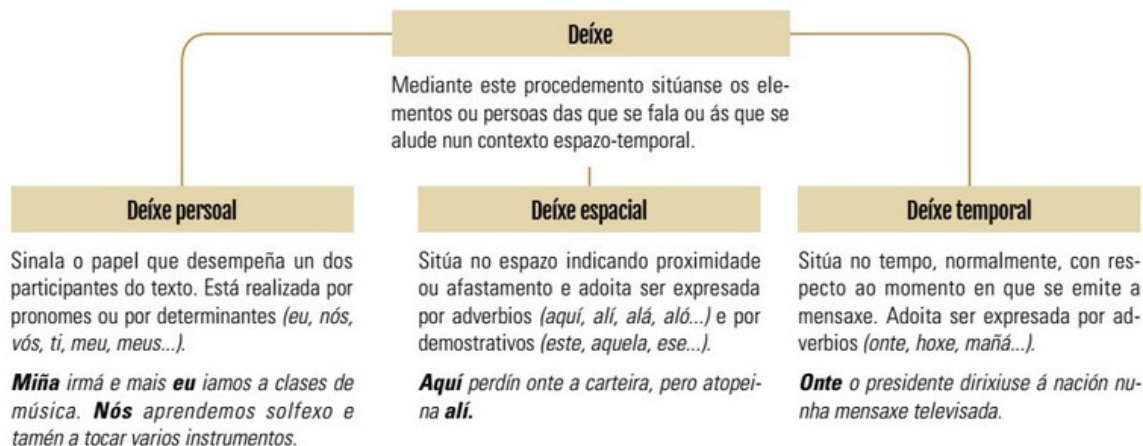 Deíxe
Mediante este procedemento sitúanse os ele-
mentos ou persoas das que se fala ou ás que se
alude nun contexto espazo-temporal.
Deíxe persoal
Sinala o papel que desempeña un dos
participantes do texto. Está realizada por
pronomes ou por determinantes (eu, nós,
vós, ti, meu, meus...).
Miña irmá e mais eu iamos a clases de
música. Nós aprendemos solfexo e
tamén a tocar varios instrumentos.
Deíxe espacial
Sitúa no espazo indicando proximidade
ou afastamento e adoita ser expresada
por adverbios (aquí, alí, alá, aló...) e por
demostrativos (este, aquela, ese...).
Aquí perdín onte a carteira, pero atopei-
na alí.
Deíxe temporal
Sitúa no tempo, normalmente, con res-
pecto ao momento en que se emite a
mensaxe. Adoita ser expresada por ad-
verbios (onte, hoxe, mañá...).
Onte o presidente dirixiuse á nación nu-
nha mensaxe televisada.